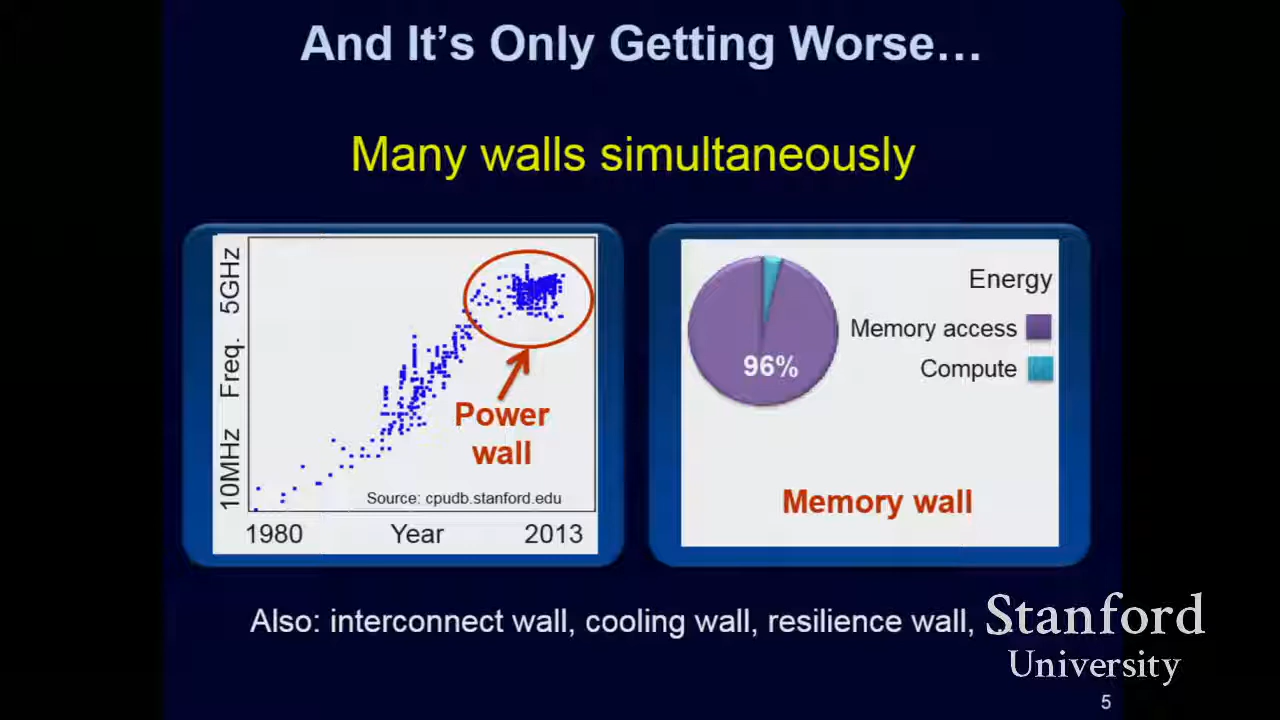 And It's Only Getting Worse…
Many walls simultaneously
10MHz Freq. 5GHz
Power
wall
Source: cpudb.stanford.edu
1980 Year 2013
Energy
Memory access
Compute
96%
Memory wall
Also: interconnect wall, cooling wall, resilience wall,
Stanford
University
5